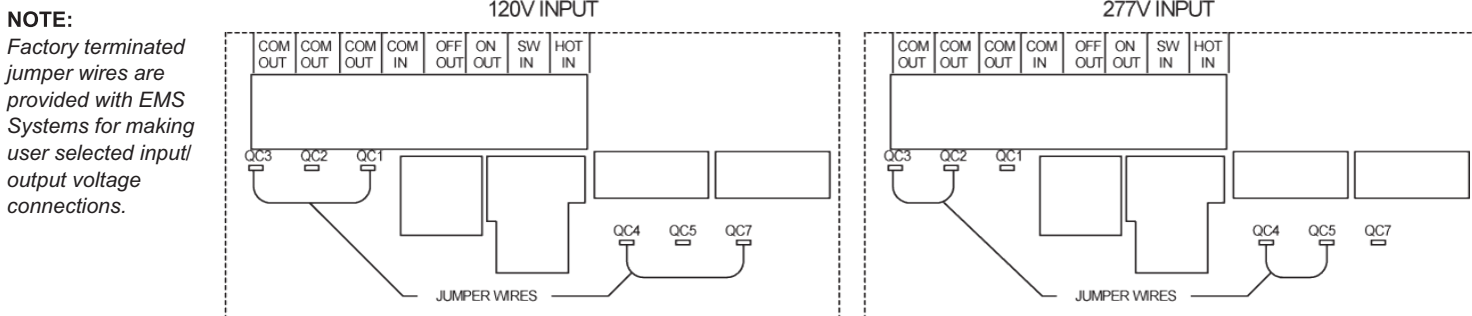 NOTE:
Factory terminated
jumper wires are
provided with EMS
Systems for making
user selected input/
output voltage
connections.
120V INPUT
COM OUT COM OUT COM OUT COM IN OFF OUT ON OUT SW IN HOT IN
QC3 QC2 QC1
QC4 QC5 QC7
JUMPER WIRES
277V INPUT
COM OUT COM OUT COM OUT COM IN OFF OUT ON OUT SW IN HOT IN
QC3 QC2 QC1
QC4 QC5 QC7
JUMPER WIRES